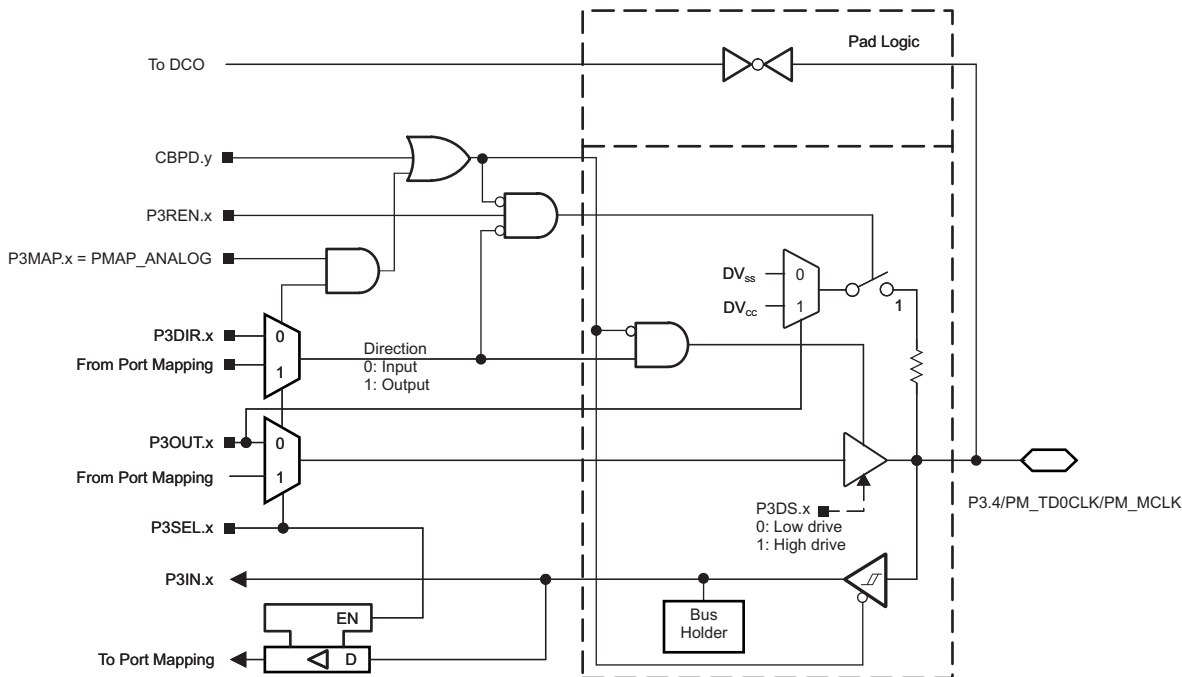 Pad Logic
To DCO
CBPD.y
P3REN.x
P3MAP.x = PMAP_ANALOG
DVss
0
DVcc
1
1
P3DIR.x
0
From Port Mapping
1
Direction
0: Input
1: Output
P3OUT.x
0
From Port Mapping
1
P3SEL.x
P3DS.x
0: Low drive
1: High drive
P3.4/PM_TD0CLK/PM_MCLK
P3IN.x
EN
Bus
Holder
To Port Mapping
D